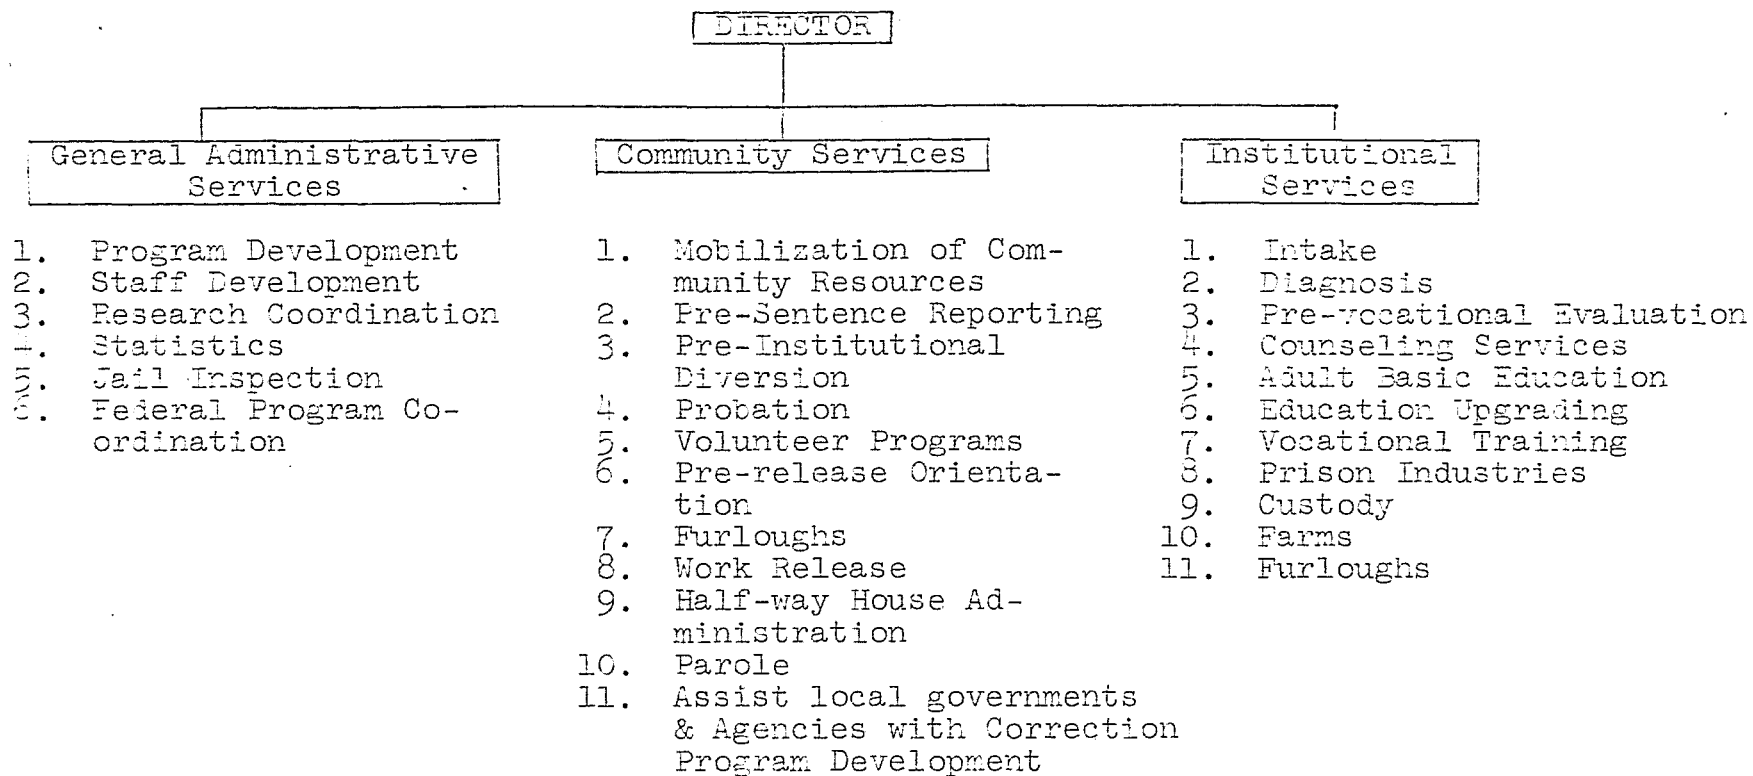 DIRECTOR
General Administrative
Services
1. Program Development
2. Staff Development
3. Research Coordination
4. Statistics
5. Jail Inspection
6. Federal Program Co-
ordination
Community Services
1. Mobilization of Com-
munity Resources
2. Pre-Sentence Reporting
3. Pre-Institutional
Diversion
4. Probation
5. Volunteer Programs
6. Pre-release Orienta-
tion
7. Furloughs
8. Work Release
9. Half-way House Ad-
ministration
10. Parole
11. Assist local governments
& Agencies with Correction
Program Development
Institutional
Services
1. Intake
2. Diagnosis
3. Pre-vocational Evaluation
4. Counseling Services
5. Adult Basic Education
6. Education Upgrading
7. Vocational Training
8. Prison Industries
9. Custody
10. Farms
11. Furloughs